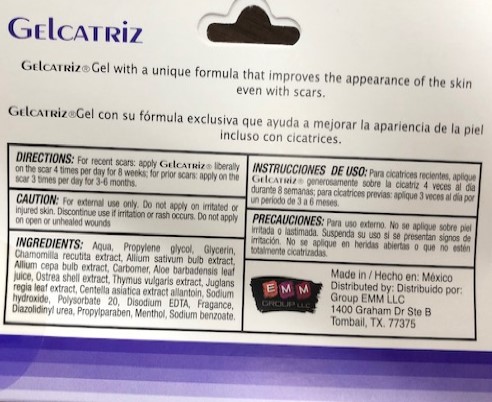 GELCATRIZ
GELCATRIZ®Gel with a unique formula that improves the appearance of the skin
even with scars.
GELCATRIZ®Gel con su fórmula exclusiva que ayuda a mejorar la apariencia de la piel
incluso con cicatrices.
DIRECTIONS: For recent scars: apply GELCATRIZ® liberally
on the scar 4 times per day for 8 weeks; for prior scars: apply on the
scar 3 times per day for 3-6 months.
CAUTION: For external use only. Do not apply on irritated or
injured skin. Discontinue use if irritation or rash occurs. Do not apply
on open or unhealed wounds
INGREDIENTS: Aqua, Propylene glycol, Glycerin,
Chamomilla recutita extract, Allium sativum bulb extract,
Allium cepa bulb extract, Carbomer, Aloe barbadensis leaf
juice, Ostrea shell extract, Thymus vulgaris extract, Juglans
regia leaf extract, Centella asiatica extract allantoin, Sodium
hydroxide, Polysorbate 20, Disodium EDTA, Fragance,
Diazolidinyl urea, Propylparaben, Menthol, Sodium benzoate.
INSTRUCCIONES DE USO: Para cicatrices recientes, aplique
GELCATRIZ® generosamente sobre la cicatriz 4 veces al día
durante 8 semanas; para cicatrices previas: aplique 3 veces al día por
un periodo de 3 a 6 meses.
PRECAUCIONES: Para uso externo. No se aplique sobre piel
irritada o lastimada. Suspenda su uso si se presentan signos de
irritación. No se aplique en heridas abiertas o que no estén
totalmente cicatrizadas.
EMM
GROUP LLC
Made in / Hecho en: México
Distributed by: Distribuido por:
Group EMM LLC
1400 Graham Dr Ste B
Tombail, TX. 77375